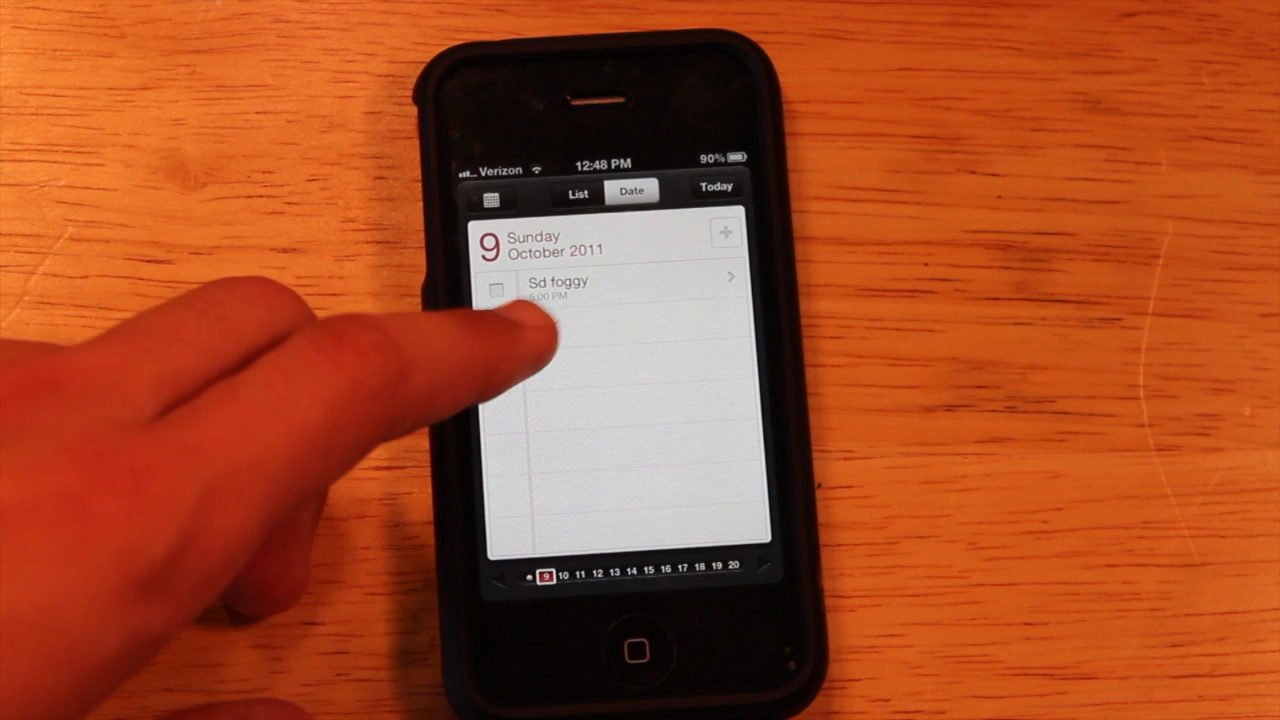 Verizon 12:48 PM 90%
List Date Today
9 Sunday
October 2011
Sd foggy
5:00 PM
9 10 11 12 13 14 15 16 17 18 19 20